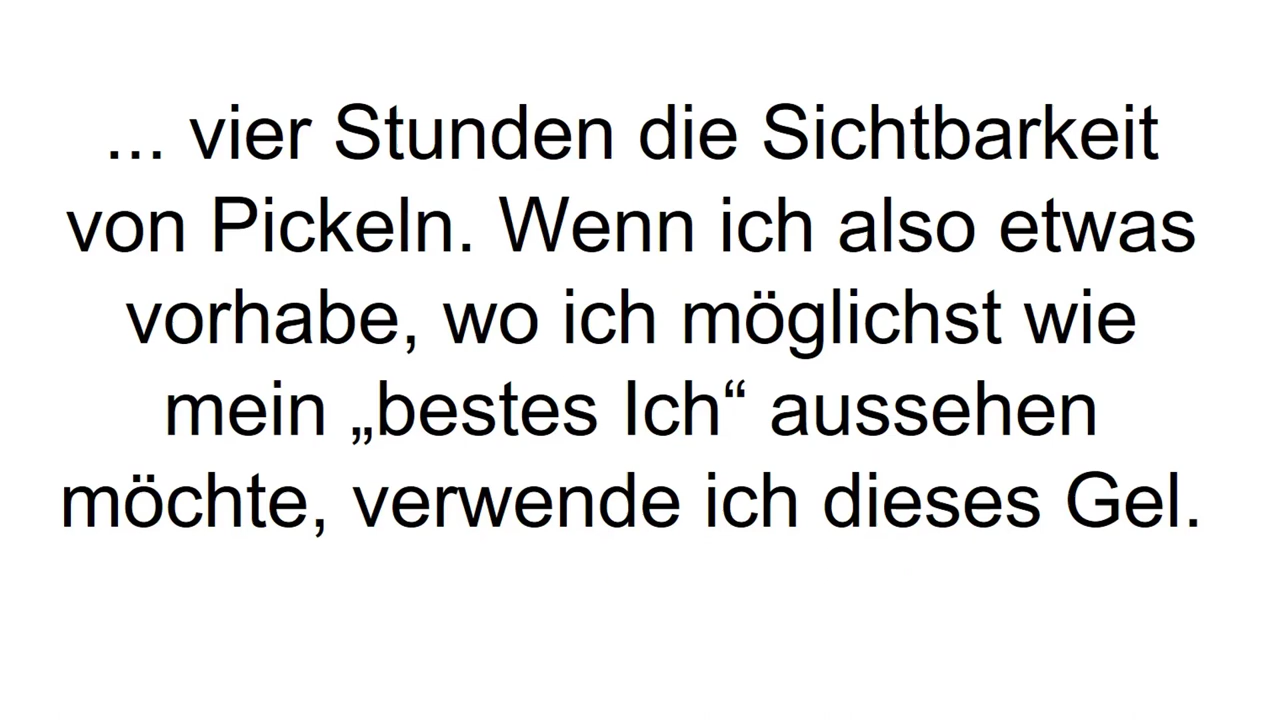 ... vier Stunden die Sichtbarkeit
von Pickeln. Wenn ich also etwas
vorhabe, wo ich möglichst wie
mein „bestes Ich“ aussehen
möchte, verwende ich dieses Gel.